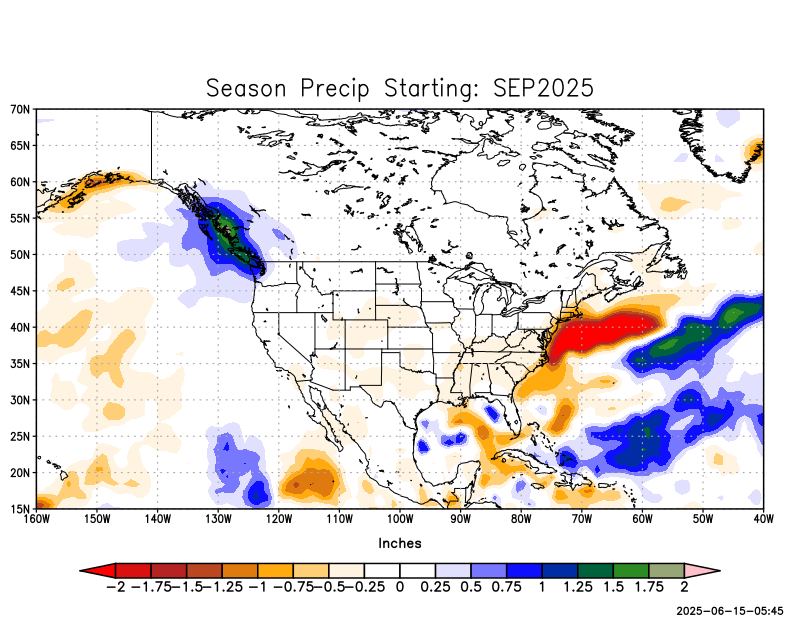 Season Precip Starting: SEP2025
70N
65N
60N
55N
50N
45N
40N
35N
30N
25N
20N
15N
160W 150W 140W 130W 120W 110W 100W 90W 80W 70W 60W 50W 40W
Inches
-2 -1.75 -1.5 -1.25 -1 -0.75 -0.5 -0.25 0 0.25 0.5 0.75 1 1.25 1.5 1.75 2
2025-06-15-05:45